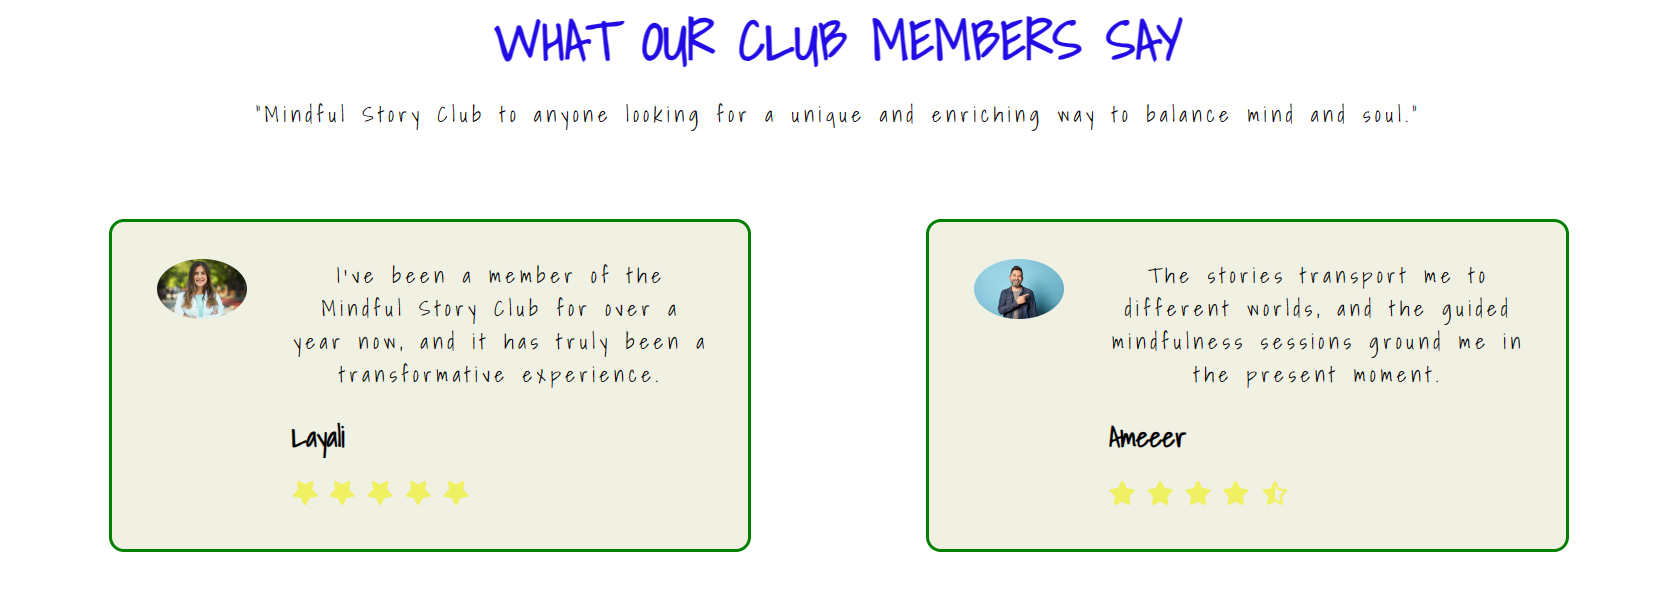 WHAT OUR CLUB MEMBERS SAY
"Mindful Story Club to anyone looking for a unique and enriching way to balance mind and soul."
I've been a member of the
Mindful Story Club for over a
year now, and it has truly been a
transformative experience.
Layali
The stories transport me to
different worlds, and the guided
mindfulness sessions ground me in
the present moment.
Ameeer